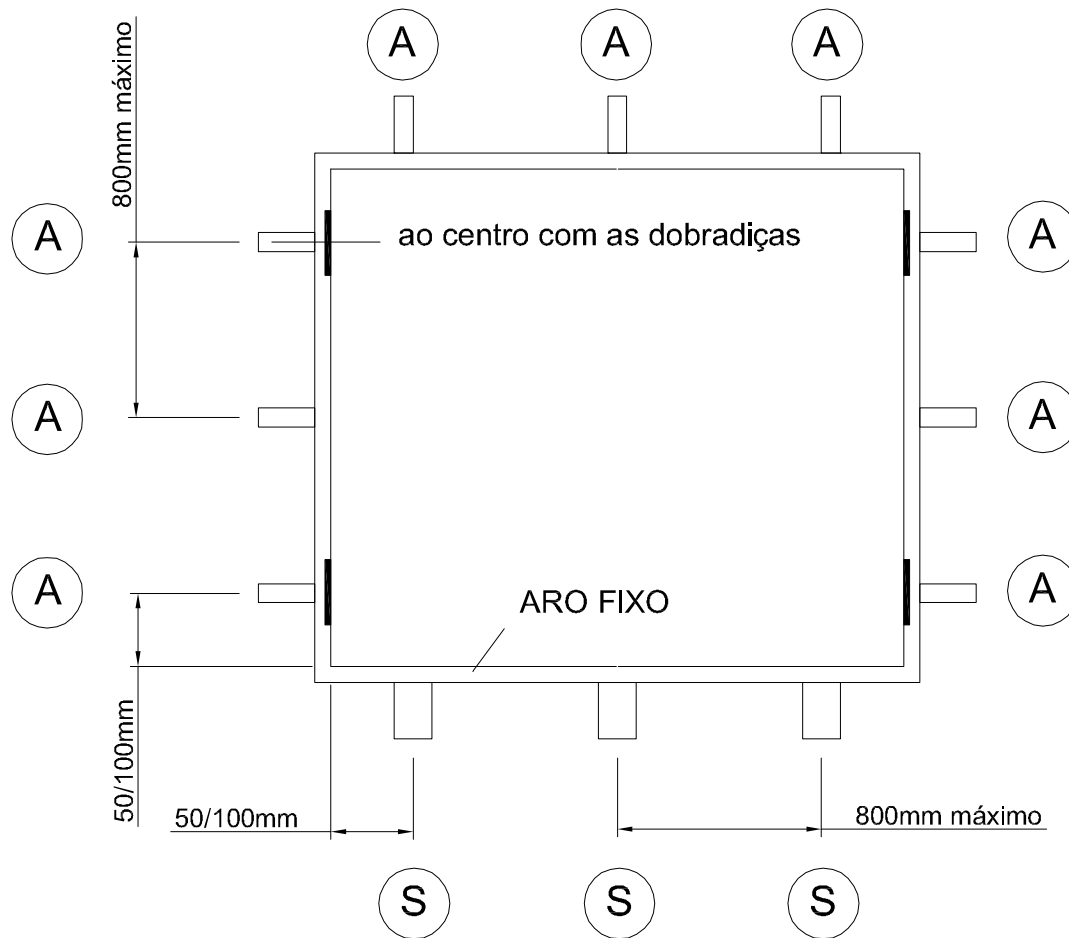 A A A
800mm máximo
A ao centro com as dobradiças A
A A
A ARO FIXO A
50/100mm
50/100mm 800mm máximo
S S S